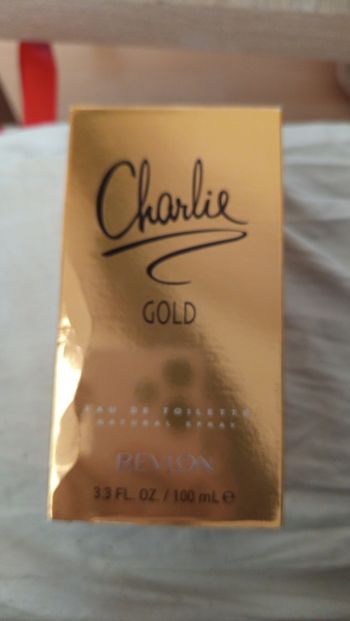 Charlie
GOLD
EAU DE TOILETTE
NATURAL SPRAY
REVLON
3.3 FL. OZ. / 100 mL ℮